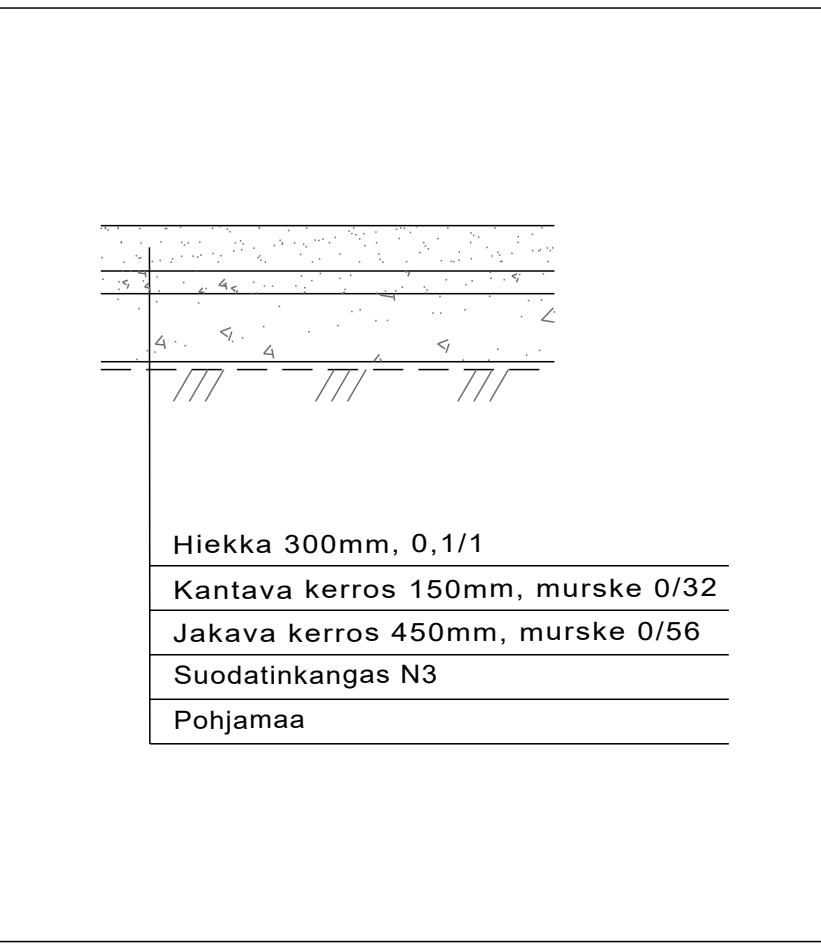 Hiekka 300mm, 0,1/1
Kantava kerros 150mm, murske 0/32
Jakava kerros 450mm, murske 0/56
Suodatinkangas N3
Pohjamaa